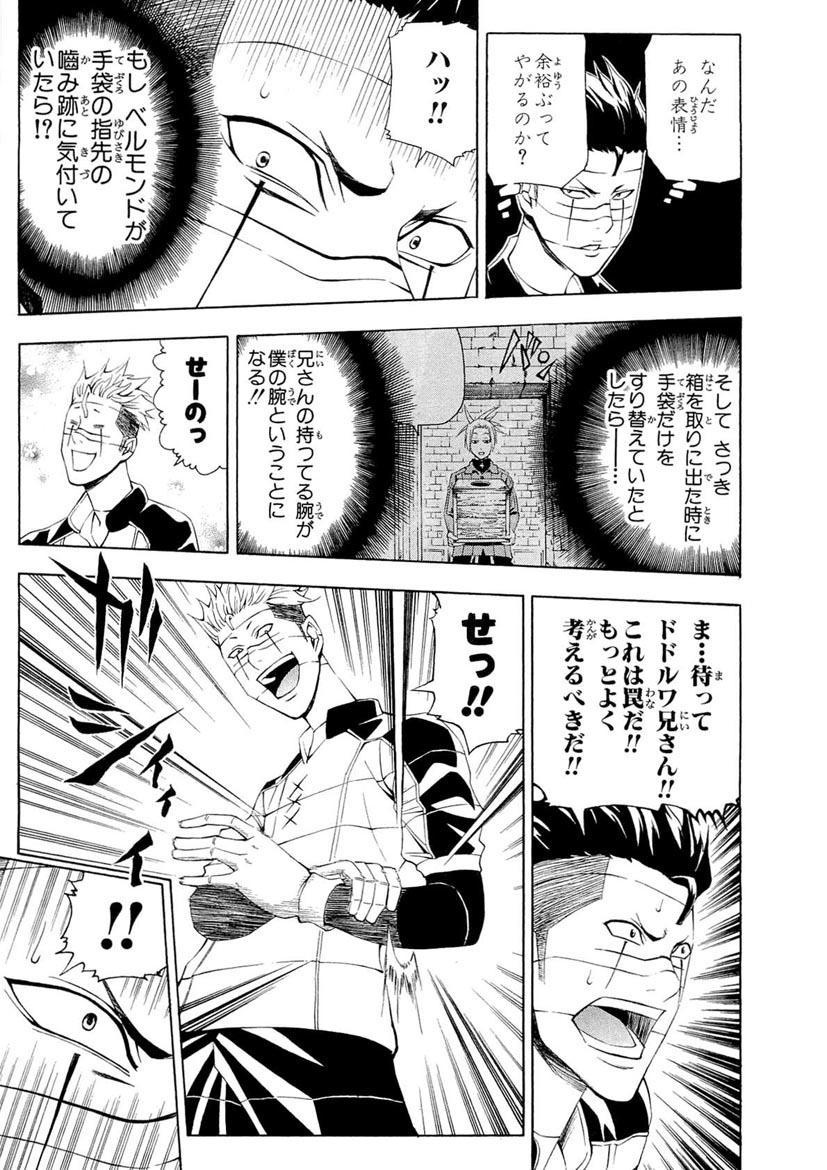 なんだ
あの表情…
余裕ぶって
やがるのか?
ハッ!!
もし ベルモンドが
手袋の指先の
嚙み跡に気付いて
いたら!?
そして さっき
箱を取りに出た時に
手袋だけを
すり替えていたと
したら――…
バンッ
兄さんの持ってる腕が
僕の腕ということに
なる!!
せーのっ
ま…待って
ドドルワ兄さん!!
これは罠だ!!
もっとよく
考えるべきだ!!
せっ!!
ガシィィ
!!